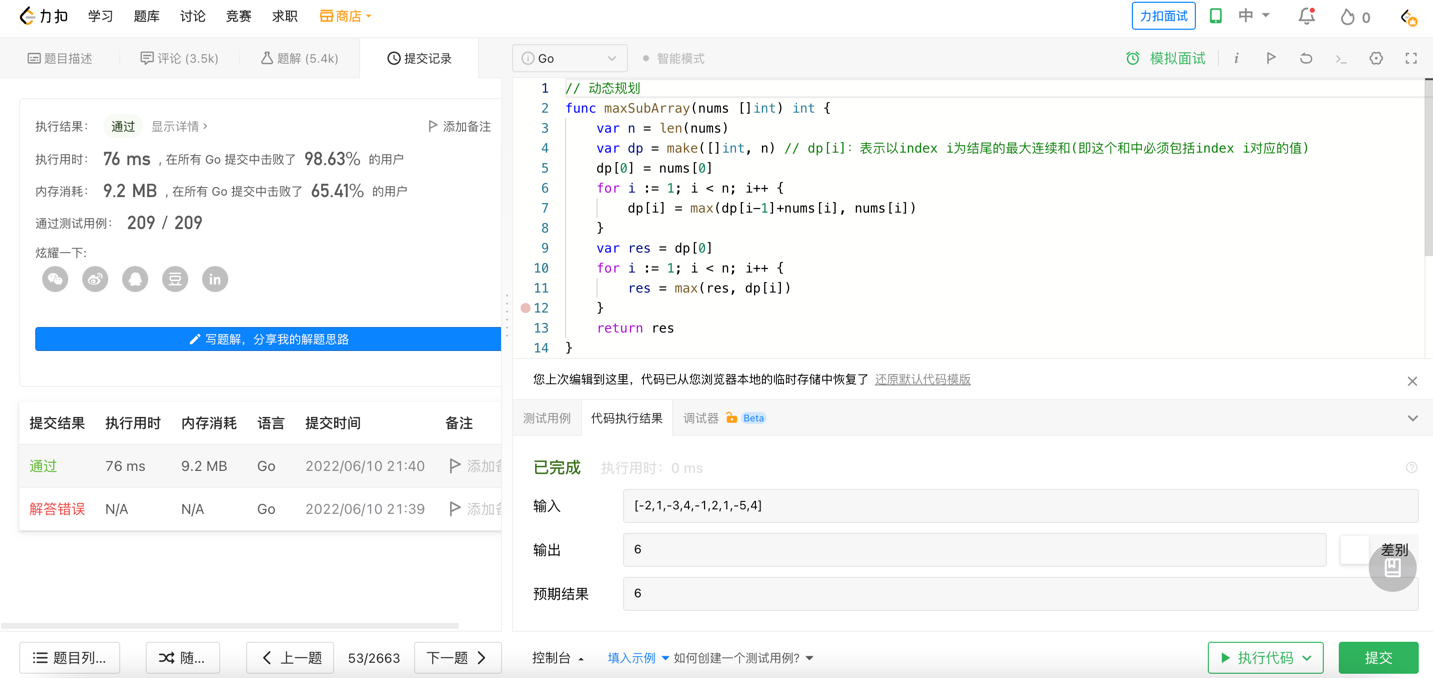 力扣 学习 题库 讨论 竞赛 求职 商店 力扣面试 中 0
题目描述 评论 (3.5k) 题解 (5.4k) 提交记录
执行结果： 通过 显示详情 > 添加备注
执行用时： 76 ms , 在所有 Go 提交中击败了 98.63% 的用户
内存消耗： 9.2 MB , 在所有 Go 提交中击败了 65.41% 的用户
通过测试用例： 209 / 209
炫耀一下:
豆 in
写题解，分享我的解题思路
提交结果 执行用时 内存消耗 语言 提交时间 备注
通过 76 ms 9.2 MB Go 2022/06/10 21:40 添加
解答错误 N/A N/A Go 2022/06/10 21:39 添加
题目列... 随... 上一题 53/2663 下一题
i Go 智能模式 模拟面试 i
1 // 动态规划
2 func maxSubArray(nums []int) int {
3 var n = len(nums)
4 var dp = make([]int, n) // dp[i]：表示以index i为结尾的最大连续和(即这个和中必须包括index i对应的值)
5 dp[0] = nums[0]
6 for i := 1; i < n; i++ {
7 dp[i] = max(dp[i-1]+nums[i], nums[i])
8 }
9 var res = dp[0]
10 for i := 1; i < n; i++ {
11 res = max(res, dp[i])
12 }
13 return res
14 }
您上次编辑到这里，代码已从您浏览器本地的临时存储中恢复了 还原默认代码模版
测试用例 代码执行结果 调试器 Beta
已完成 执行用时：0 ms
输入 [-2,1,-3,4,-1,2,1,-5,4]
输出 6 差别
预期结果 6
控制台 填入示例 如何创建一个测试用例? 执行代码 提交